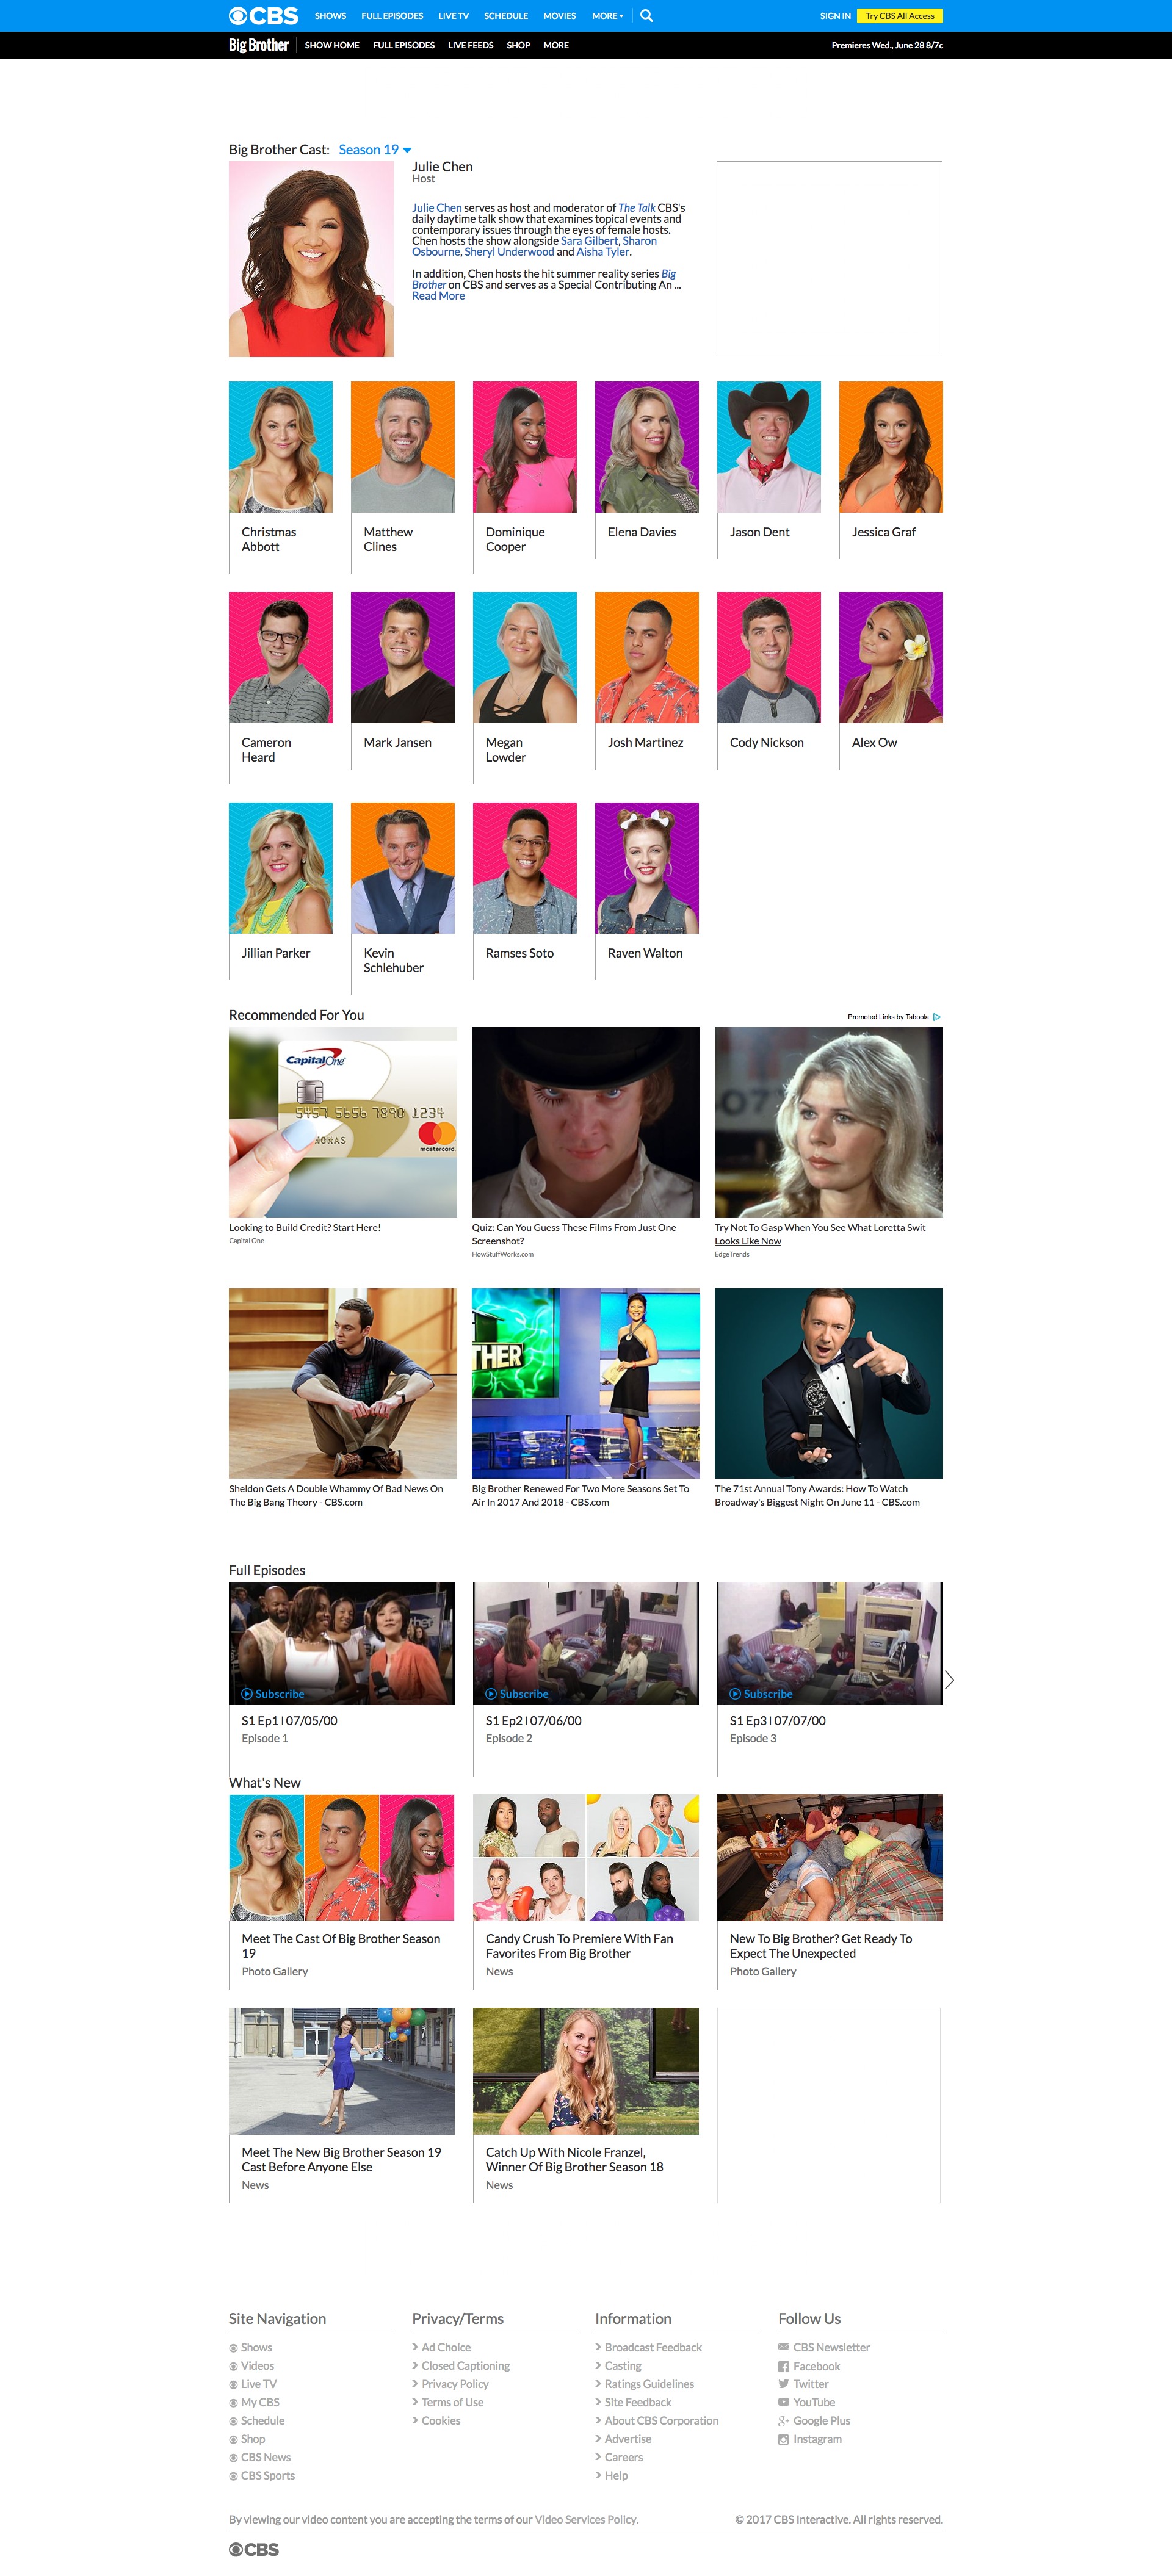 CBS SHOWS FULL EPISODES LIVE TV SCHEDULE MOVIES MORE SIGN IN Try CBS All Access
Big Brother SHOW HOME FULL EPISODES LIVE FEEDS SHOP MORE Premieres Wed., June 28 8/7c
Big Brother Cast: Season 19
Julie Chen
Host
Julie Chen serves as host and moderator of The Talk CBS's
daily daytime talk show that examines topical events and
contemporary issues through the eyes of female hosts.
Chen hosts the show alongside Sara Gilbert, Sharon
Osbourne, Sheryl Underwood and Aisha Tyler.
In addition, Chen hosts the hit summer reality series Big
Brother on CBS and serves as a Special Contributing An ...
Read More
Christmas
Abbott
Matthew
Clines
Dominique
Cooper
Elena Davies
Jason Dent
Jessica Graf
Cameron
Heard
Mark Jansen
Megan
Lowder
Josh Martinez
Cody Nickson
Alex Ow
Jillian Parker
Kevin
Schlehuber
Ramses Soto
Raven Walton
Recommended For You
Promoted Links by Taboola
Capital One
5457 5656 7890 1234
HOMAS
mastercard
Looking to Build Credit? Start Here!
Capital One
Quiz: Can You Guess These Films From Just One
Screenshot?
HowStuffWorks.com
Try Not To Gasp When You See What Loretta Swit
Looks Like Now
EdgeTrends
THER
Sheldon Gets A Double Whammy Of Bad News On
The Big Bang Theory - CBS.com
Big Brother Renewed For Two More Seasons Set To
Air In 2017 And 2018 - CBS.com
The 71st Annual Tony Awards: How To Watch
Broadway's Biggest Night On June 11 - CBS.com
Full Episodes
Subscribe
S1 Ep1 | 07/05/00
Episode 1
Subscribe
S1 Ep2 | 07/06/00
Episode 2
Subscribe
S1 Ep3 | 07/07/00
Episode 3
What's New
Meet The Cast Of Big Brother Season
19
Photo Gallery
Candy Crush To Premiere With Fan
Favorites From Big Brother
News
New To Big Brother? Get Ready To
Expect The Unexpected
Photo Gallery
Meet The New Big Brother Season 19
Cast Before Anyone Else
News
Catch Up With Nicole Franzel,
Winner Of Big Brother Season 18
News
Site Navigation
Shows
Videos
Live TV
My CBS
Schedule
Shop
CBS News
CBS Sports
Privacy/Terms
Ad Choice
Closed Captioning
Privacy Policy
Terms of Use
Cookies
Information
Broadcast Feedback
Casting
Ratings Guidelines
Site Feedback
About CBS Corporation
Advertise
Careers
Help
Follow Us
CBS Newsletter
Facebook
Twitter
YouTube
Google Plus
Instagram
By viewing our video content you are accepting the terms of our Video Services Policy.
© 2017 CBS Interactive. All rights reserved.
CBS